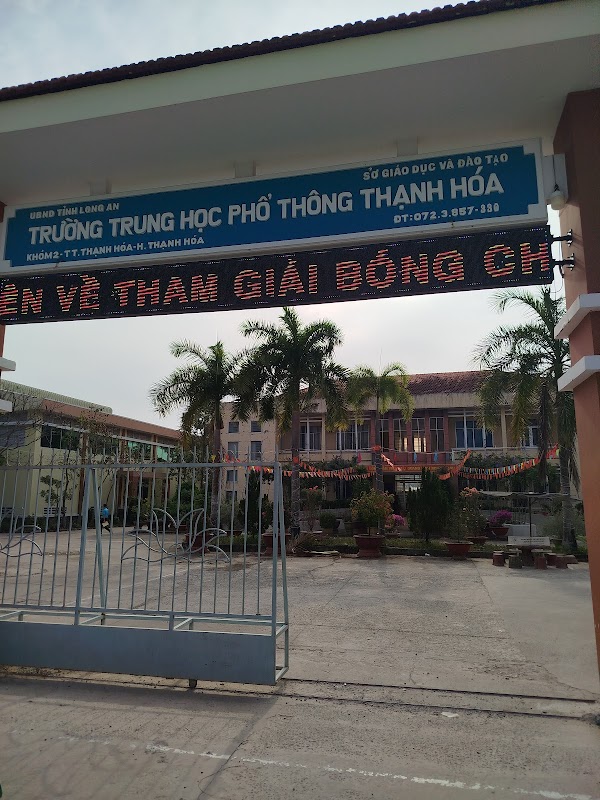 UBND TỈNH LONG AN
SỞ GIÁO DỤC VÀ ĐÀO TẠO
TRƯỜNG TRUNG HỌC PHỔ THÔNG THẠNH HÓA
KHÓM2-TT.THẠNH HÓA-H.THẠNH HÓA
ĐT:072.3.857-339
ÊN VỀ THAM GIẢI BÓNG CH